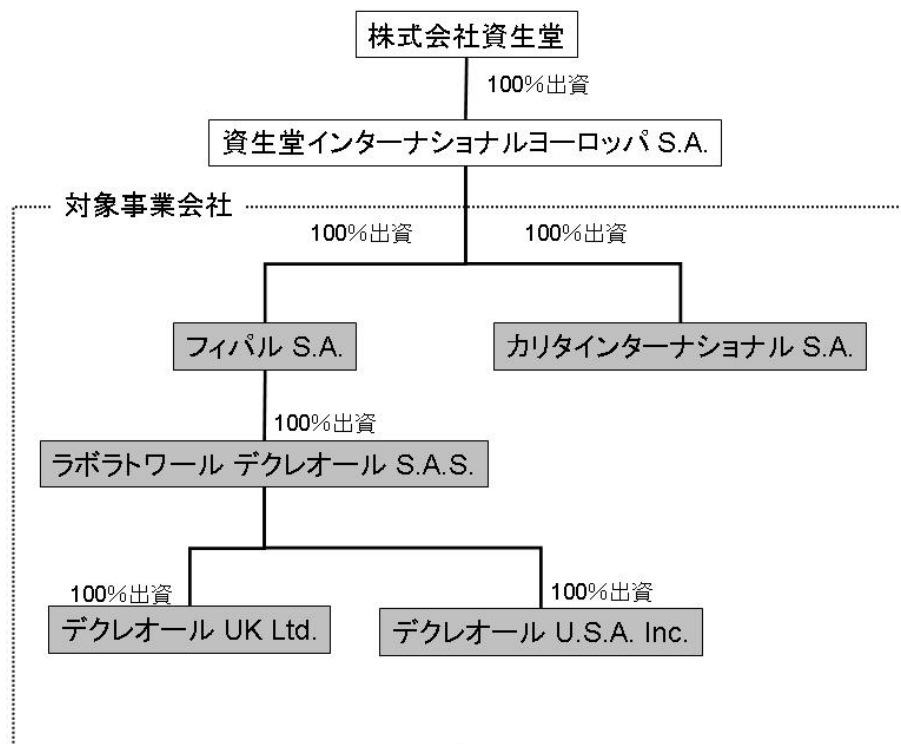 株式会社資生堂
100%出資
資生堂インターナショナルヨーロッパ S.A.
対象事業会社
100%出資
100%出資
フィパル S.A.
カリタインターナショナル S.A.
100%出資
ラボラトワール デクレオール S.A.S.
100%出資
100%出資
デクレオール UK Ltd.
デクレオール U.S.A. Inc.